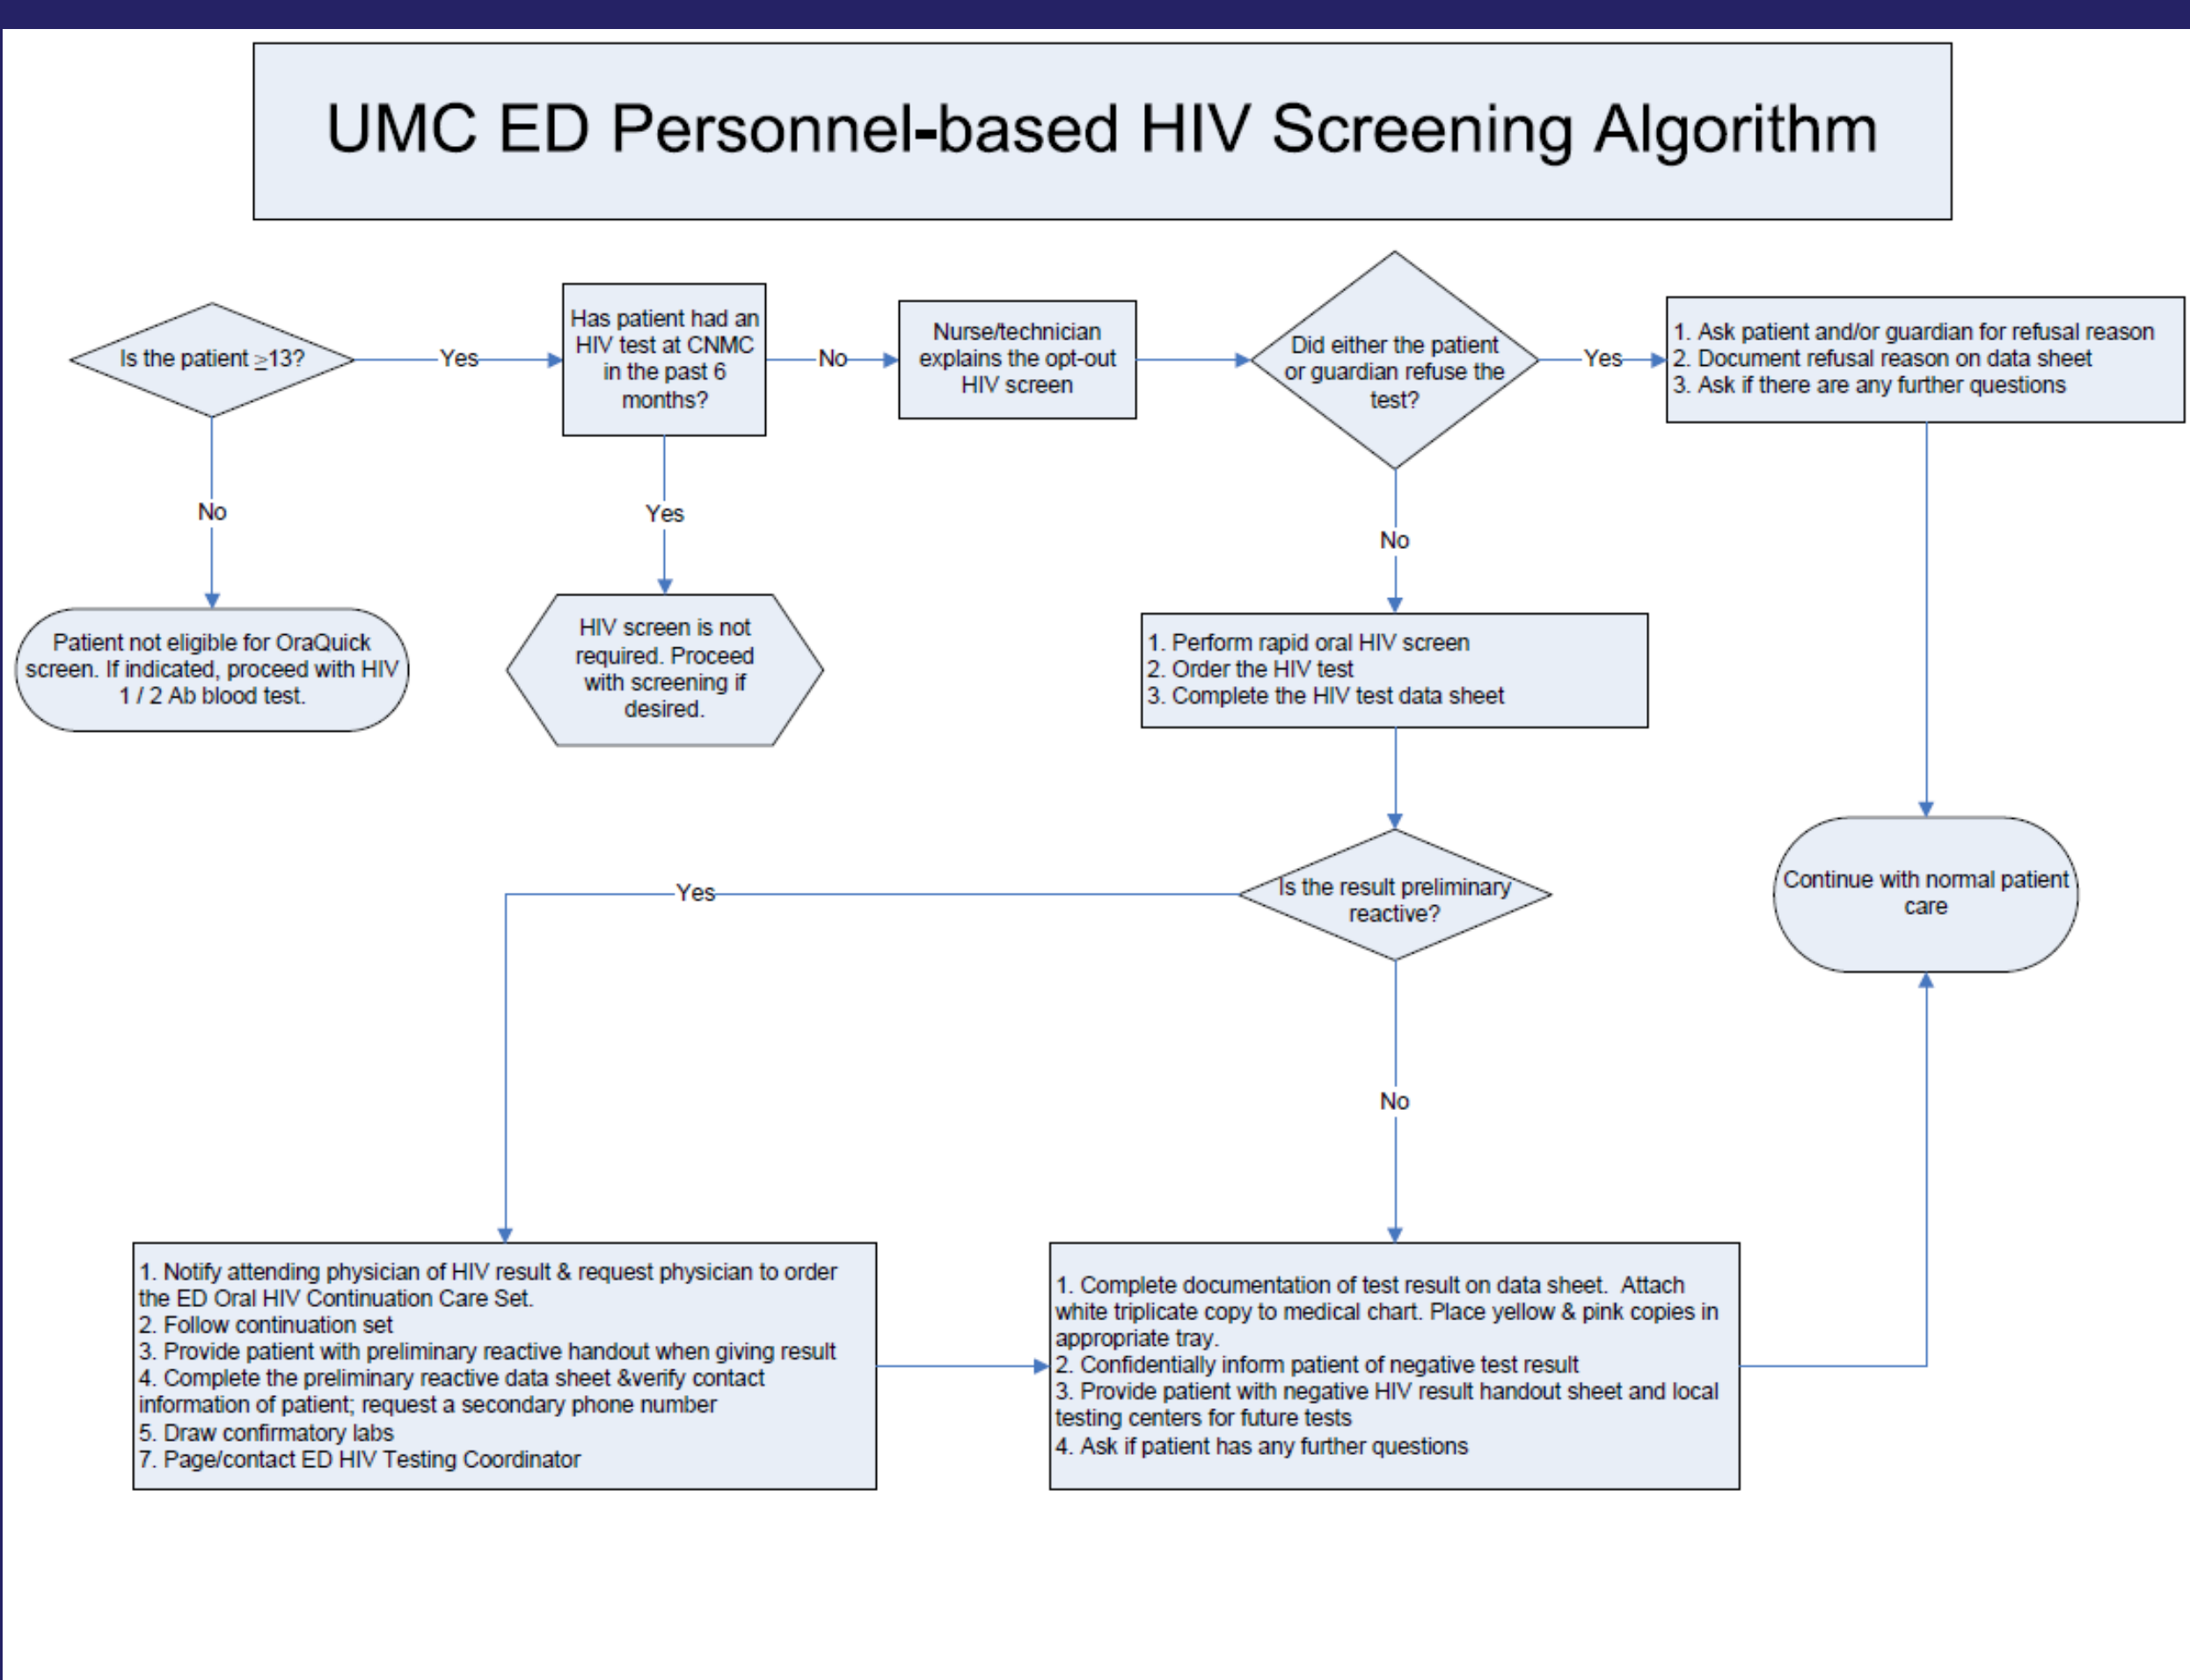 UMC ED Personnel-based HIV Screening Algorithm
Is the patient ≥13?
Yes
Has patient had an
HIV test at CNMC
in the past 6
months?
No
Nurse/technician
explains the opt-out
HIV screen
Did either the patient
or guardian refuse the
test?
Yes
1. Ask patient and/or guardian for refusal reason
2. Document refusal reason on data sheet
3. Ask if there are any further questions
No
Yes
No
Patient not eligible for OraQuick
screen. If indicated, proceed with HIV
1 / 2 Ab blood test.
HIV screen is not
required. Proceed
with screening if
desired.
1. Perform rapid oral HIV screen
2. Order the HIV test
3. Complete the HIV test data sheet
Is the result preliminary
reactive?
Yes
Continue with normal patient
care
No
1. Notify attending physician of HIV result & request physician to order
the ED Oral HIV Continuation Care Set.
2. Follow continuation set
3. Provide patient with preliminary reactive handout when giving result
4. Complete the preliminary reactive data sheet &verify contact
information of patient; request a secondary phone number
5. Draw confirmatory labs
7. Page/contact ED HIV Testing Coordinator
1. Complete documentation of test result on data sheet.  Attach
white triplicate copy to medical chart. Place yellow & pink copies in
appropriate tray.
2. Confidentially inform patient of negative test result
3. Provide patient with negative HIV result handout sheet and local
testing centers for future tests
4. Ask if patient has any further questions